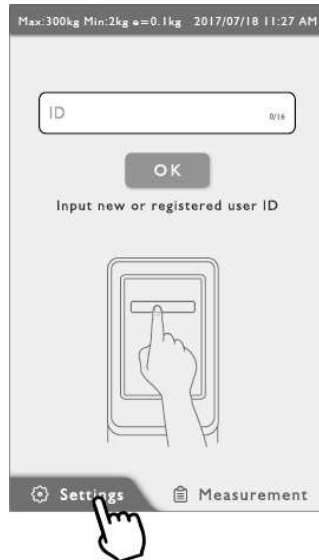 Max:300kg Min:2kg e=0.1kg 2017/07/18 11:27 AM
ID 0/16
OK
Input new or registered user ID
Settings Measurement